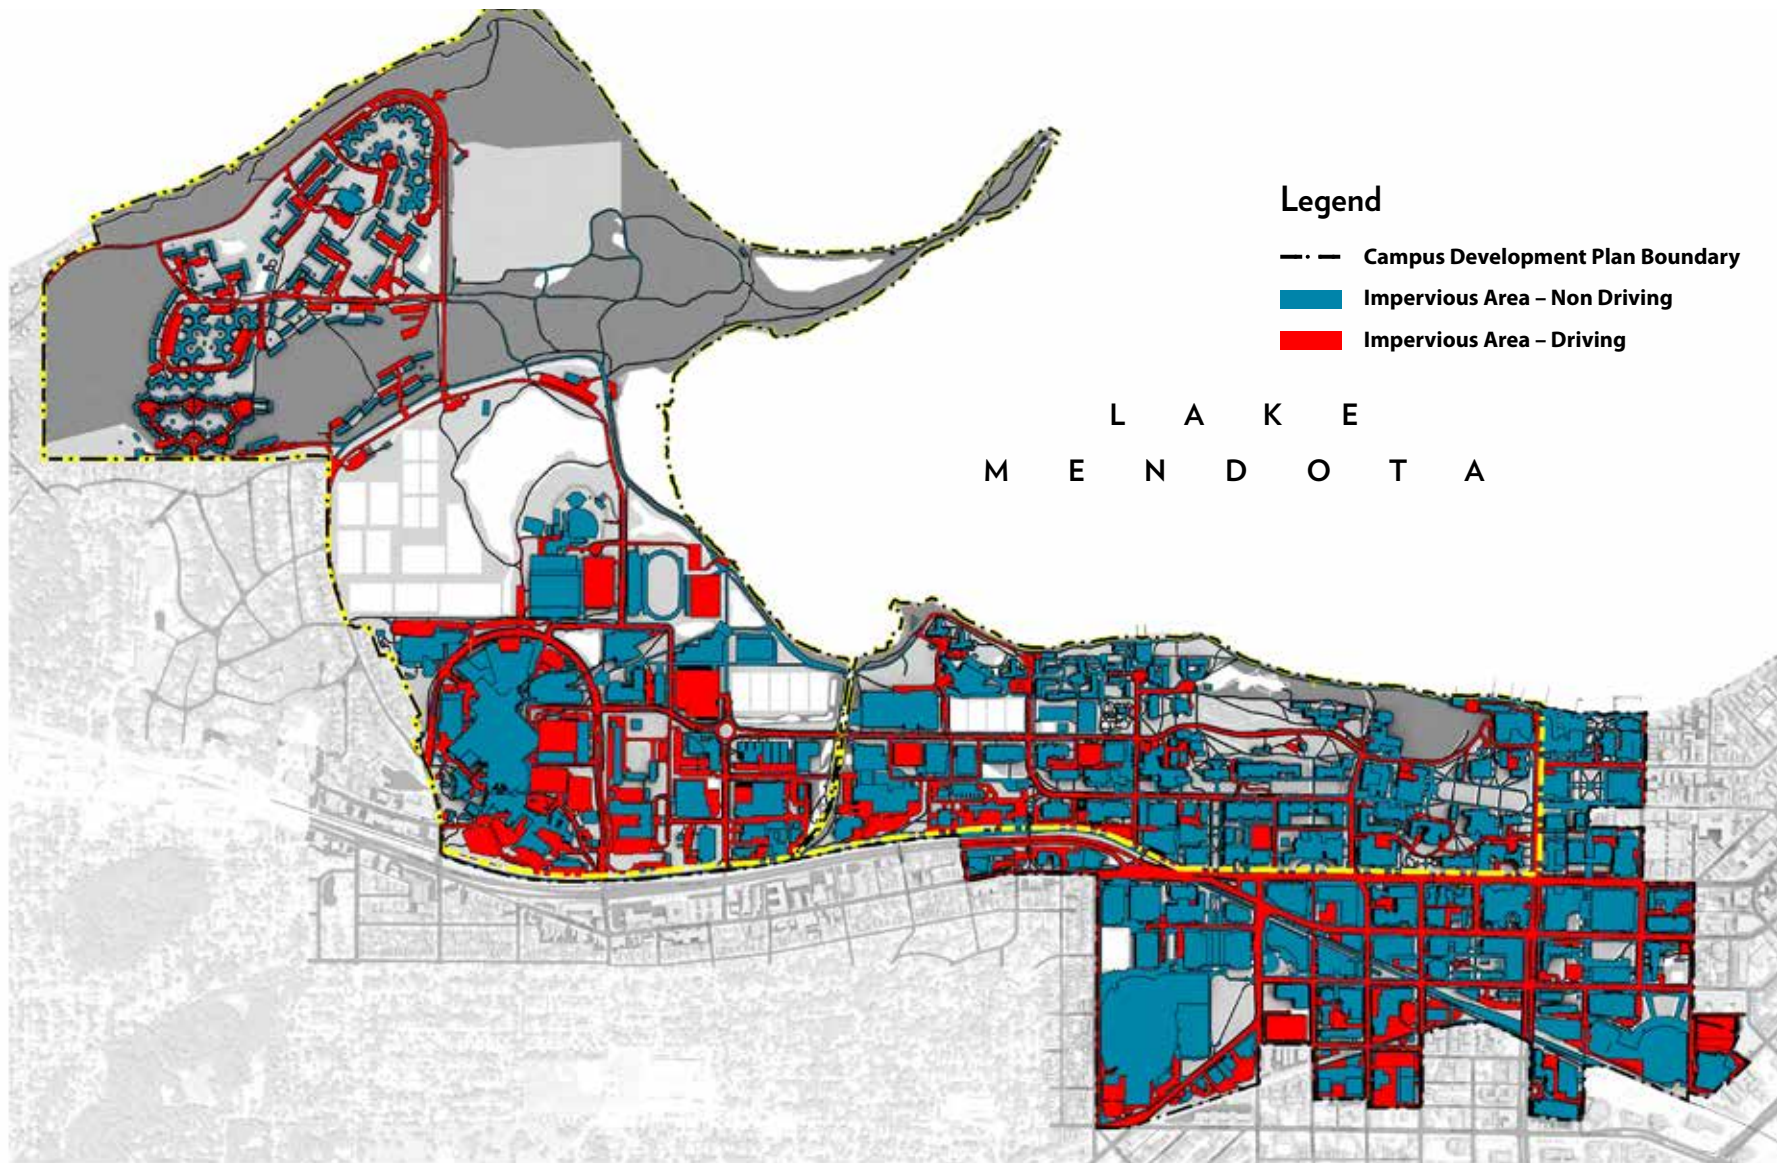 Legend
Campus Development Plan Boundary
Impervious Area – Non Driving
Impervious Area – Driving
L A K E
M E N D O T A